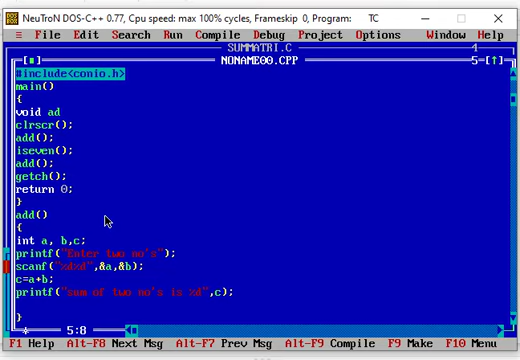 NeuTroN DOS-C++ 0.77, Cpu speed: max 100% cycles, Frameskip 0, Program: TC
≡ File Edit Search Run Compile Debug Project Options Window Help
SUMMATRI.C 4
[■] NONAME00.CPP 5=[↑]
#include<conio.h>
main()
{
void ad
clrscr();
add();
iseven();
add();
getch();
return 0;
}
add()
{
int a, b,c;
printf("Enter two no's");
scanf("%d%d",&a,&b);
c=a+b;
printf("sum of two no's is %d",c);
}
5:8
F1 Help Alt-F8 Next Msg Alt-F7 Prev Msg Alt-F9 Compile F9 Make F10 Menu